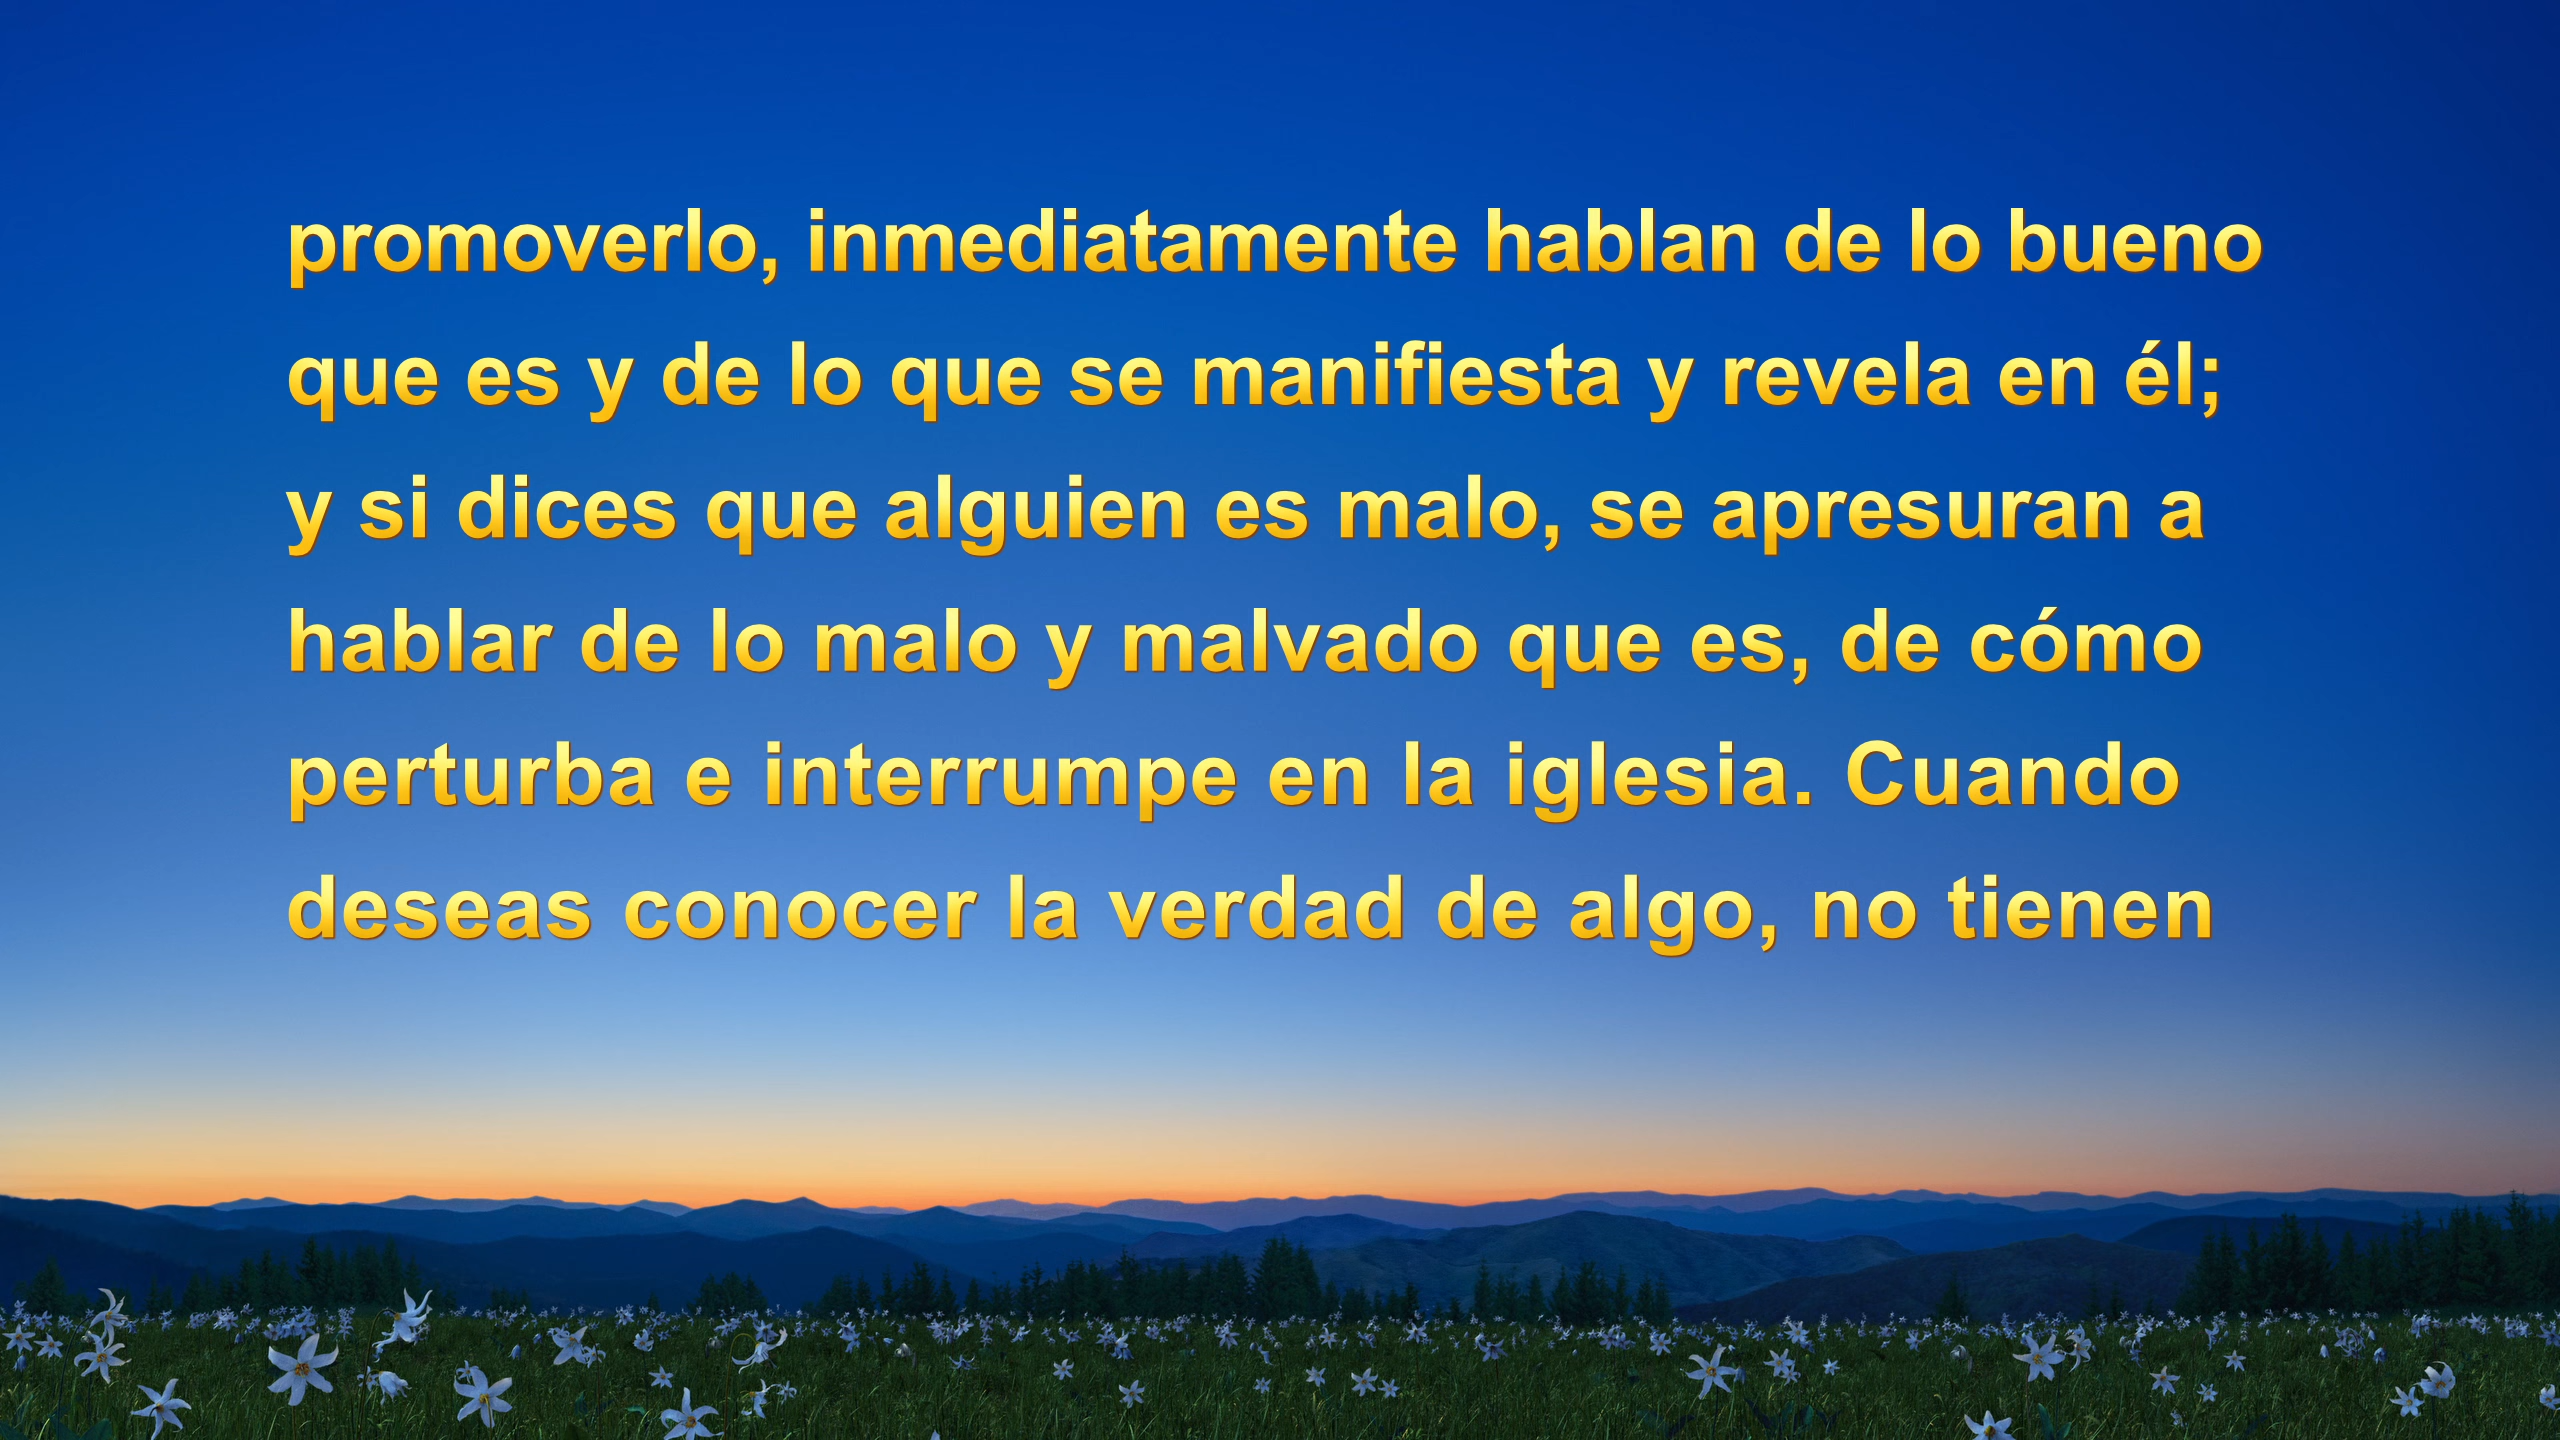 promoverlo, inmediatamente hablan de lo bueno
que es y de lo que se manifiesta y revela en él;
y si dices que alguien es malo, se apresuran a
hablar de lo malo y malvado que es, de cómo
perturba e interrumpe en la iglesia. Cuando
deseas conocer la verdad de algo, no tienen